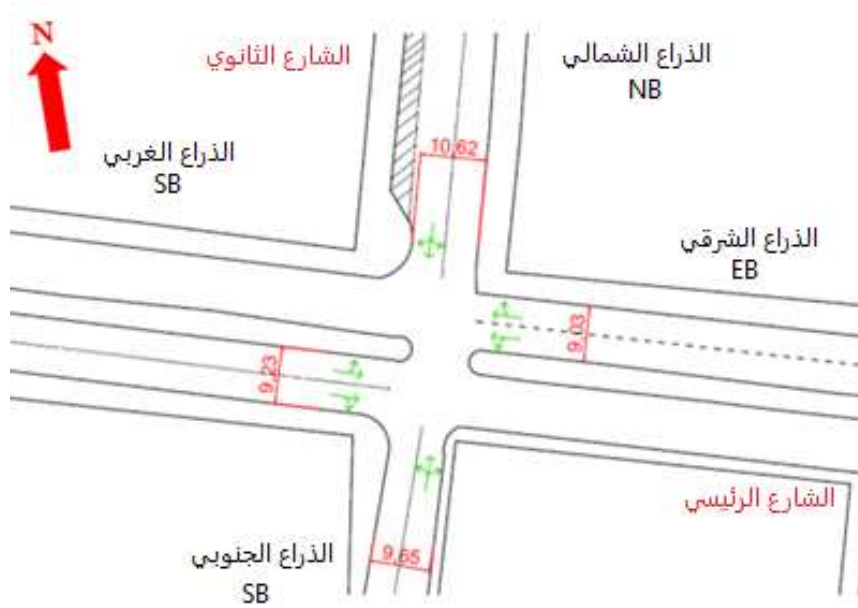 N
الشارع الثانوي
الذراع الشمالي
NB
10,62
الذراع الغربي
SB
الذراع الشرقي
EB
9,03
9,23
الشارع الرئيسي
9,65
الذراع الجنوبي
SB